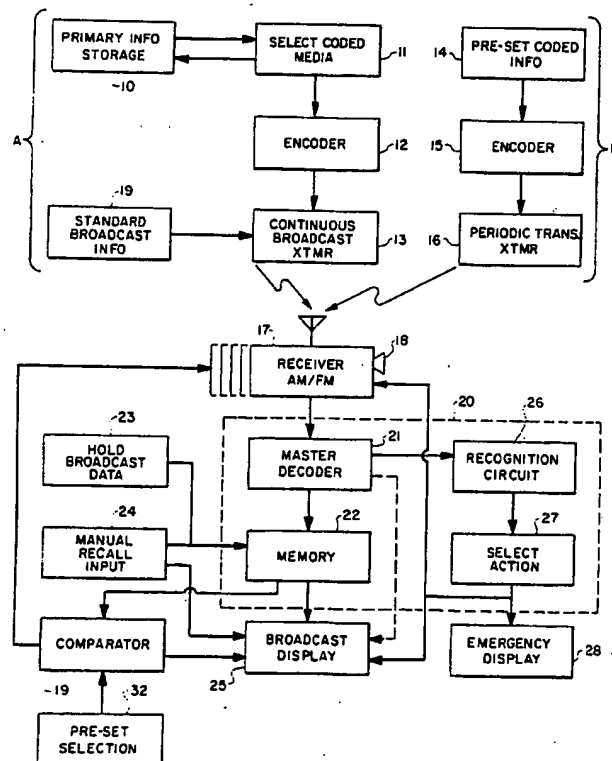 PRIMARY INFO
STORAGE
10
SELECT CODED
MEDIA
11
14
PRE-SET CODED
INFO
A
ENCODER
12
15
ENCODER
19
STANDARD
BROADCAST
INFO
CONTINUOUS
BROADCAST
XTMR
13
16
PERIODIC TRANS.
XTMR
17
18
RECEIVER
AM/FM
20
23
HOLD
BROADCAST
DATA
21
MASTER
DECODER
26
RECOGNITION
CIRCUIT
24
MANUAL
RECALL
INPUT
22
MEMORY
27
SELECT
ACTION
COMPARATOR
BROADCAST
DISPLAY
25
EMERGENCY
DISPLAY
28
19
32
PRE-SET
SELECTION